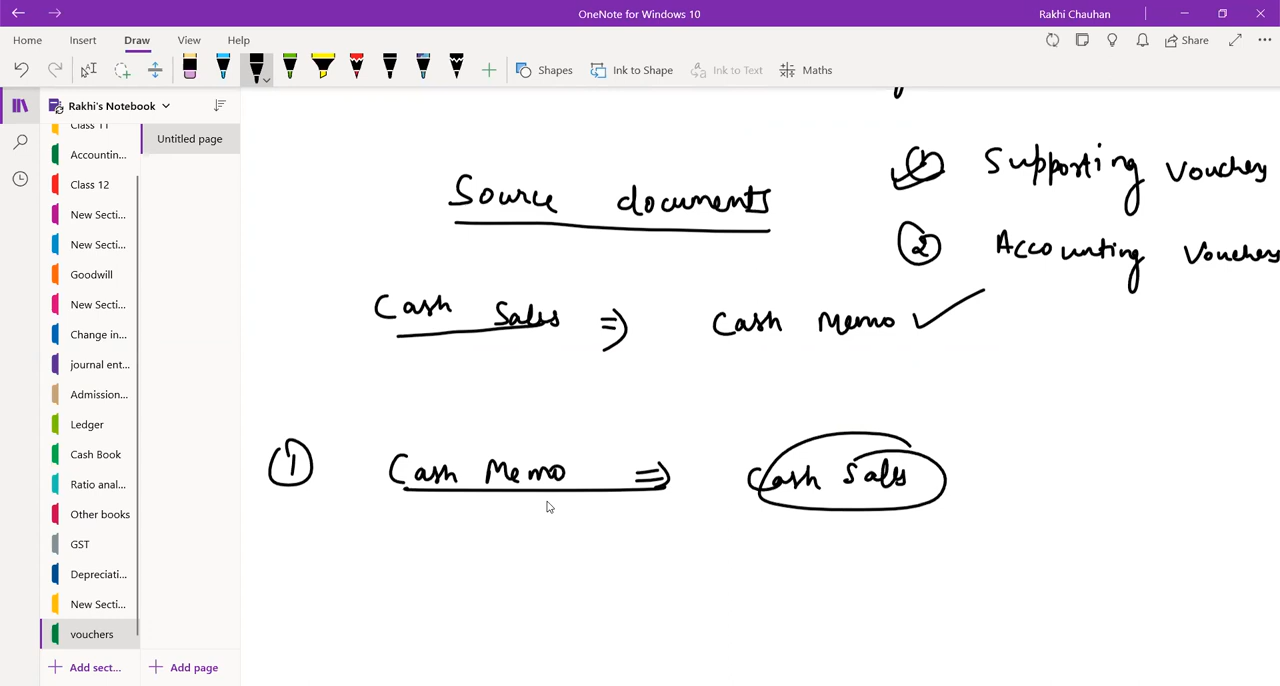 OneNote for Windows 10
Rakhi Chauhan
Home Insert Draw View Help
Share
Shapes Ink to Shape Ink to Text Maths
Rakhi's Notebook
Class 11
Accountin...
Class 12
New Secti...
New Secti...
Goodwill
New Secti...
Change in...
journal ent...
Admission...
Ledger
Cash Book
Ratio anal...
Other books
GST
Depreciati...
New Secti...
vouchers
Add sect...
Untitled page
Add page
① Supporting Vouchers
Source documents
② Accounting Vouchers
Cash Sales ⇒ Cash Memo ✓
① Cash Memo ⇒ Cash Sales